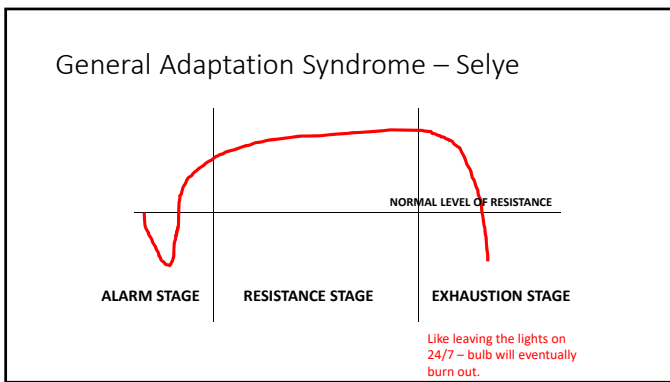 General Adaptation Syndrome – Selye
NORMAL LEVEL OF RESISTANCE
ALARM STAGE
RESISTANCE STAGE
EXHAUSTION STAGE
Like leaving the lights on
24/7 – bulb will eventually
burn out.